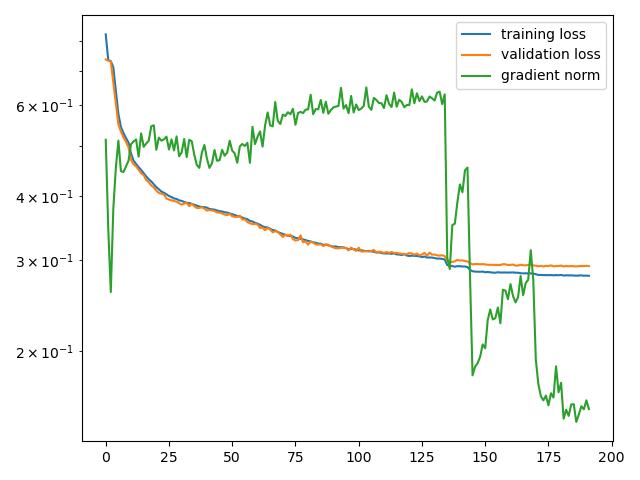 training loss
validation loss
gradient norm
6 × 10⁻¹
4 × 10⁻¹
3 × 10⁻¹
2 × 10⁻¹
0 25 50 75 100 125 150 175 200